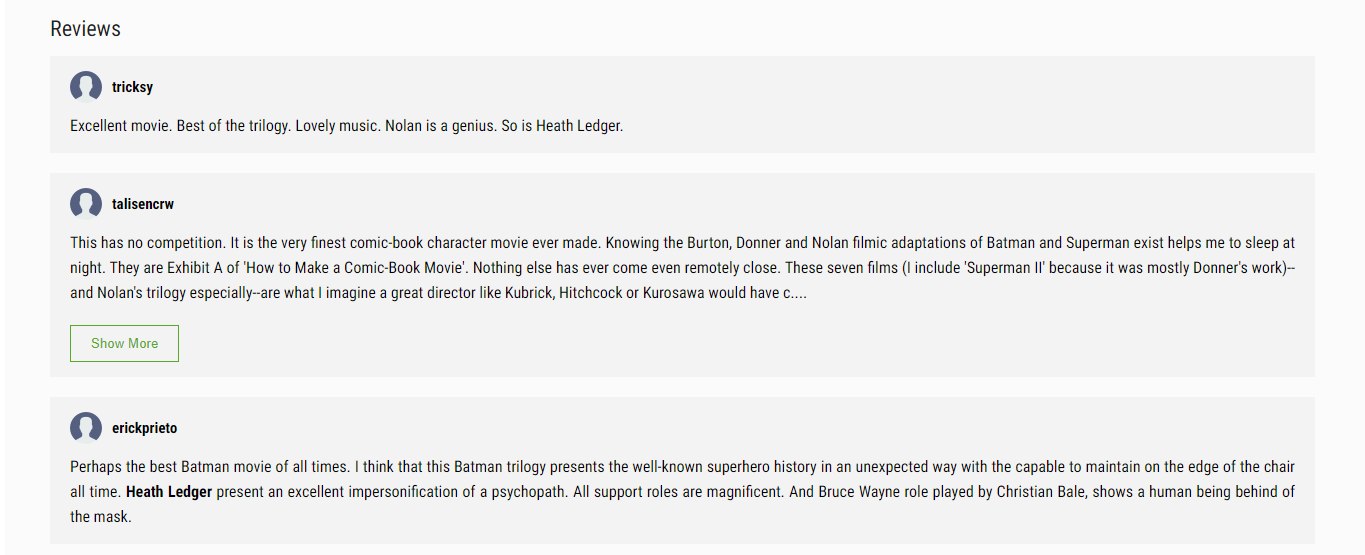 Reviews
tricksy
Excellent movie. Best of the trilogy. Lovely music. Nolan is a genius. So is Heath Ledger.
talisencrw
This has no competition. It is the very finest comic-book character movie ever made. Knowing the Burton, Donner and Nolan filmic adaptations of Batman and Superman exist helps me to sleep at
night. They are Exhibit A of 'How to Make a Comic-Book Movie'. Nothing else has ever come even remotely close. These seven films (I include 'Superman II' because it was mostly Donner's work)--
and Nolan's trilogy especially--are what I imagine a great director like Kubrick, Hitchcock or Kurosawa would have c....
Show More
erickprieto
Perhaps the best Batman movie of all times. I think that this Batman trilogy presents the well-known superhero history in an unexpected way with the capable to maintain on the edge of the chair
all time. Heath Ledger present an excellent impersonification of a psychopath. All support roles are magnificent. And Bruce Wayne role played by Christian Bale, shows a human being behind of
the mask.